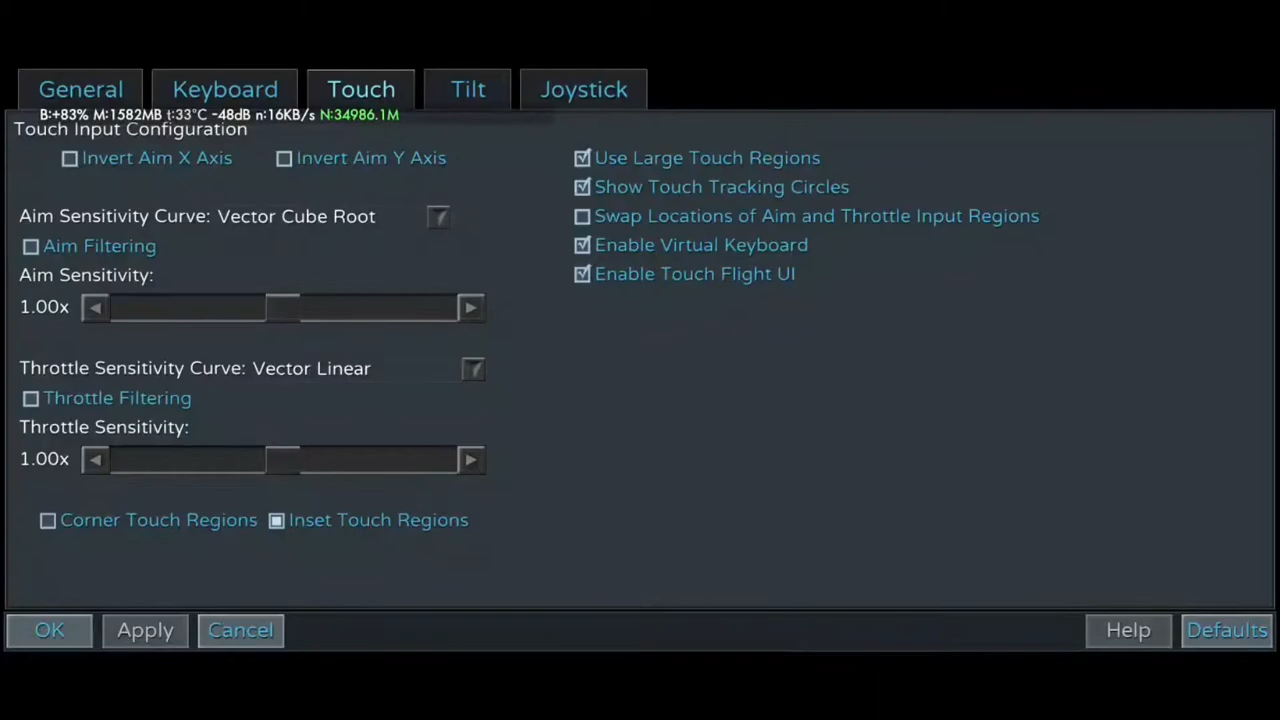 General Keyboard Touch Tilt Joystick
B:+83% M:1582MB t:33°C -48dB n:16KB/s N:34986.1M
Touch Input Configuration
Invert Aim X Axis Invert Aim Y Axis
Aim Sensitivity Curve: Vector Cube Root
Aim Filtering
Aim Sensitivity:
1.00x
Throttle Sensitivity Curve: Vector Linear
Throttle Filtering
Throttle Sensitivity:
1.00x
Corner Touch Regions Inset Touch Regions
Use Large Touch Regions
Show Touch Tracking Circles
Swap Locations of Aim and Throttle Input Regions
Enable Virtual Keyboard
Enable Touch Flight UI
OK Apply Cancel Help Defaults